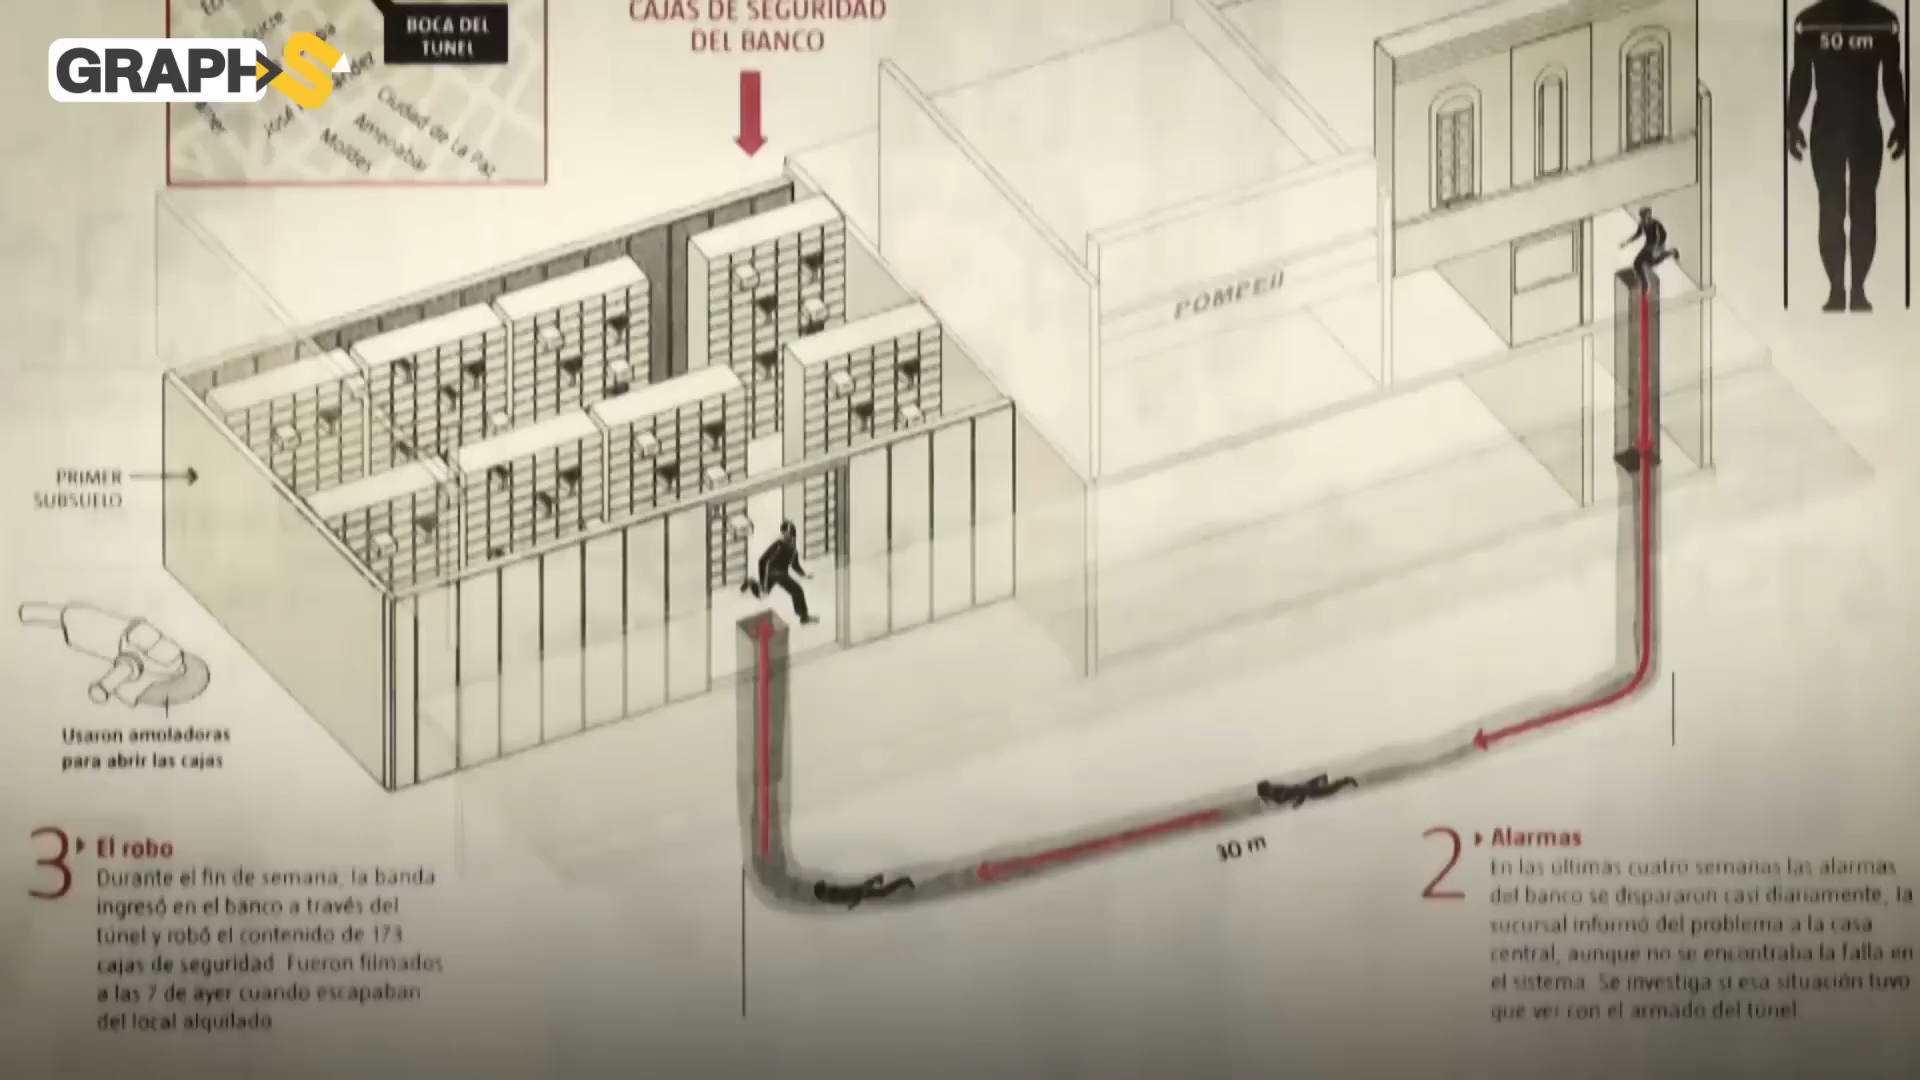 BOCA DEL
TUNEL
GRAPHS
CAJAS DE SEGURIDAD
DEL BANCO
50 cm
Sucre
José
Ciudad de La Paz
Amenabar
Moldes
POMPEII
PRIMER
SUBSUELO
Usaron amoladoras
para abrir las cajas
30 m
3 El robo
Durante el fin de semana, la banda
ingresó en el banco a través del
túnel y robó el contenido de 173
cajas de seguridad. Fueron filmados
a las 7 de ayer cuando escapaban
del local alquilado
2 Alarmas
En las últimas cuatro semanas las alarmas
del banco se dispararon casi diariamente, la
sucursal informó del problema a la casa
central, aunque no se encontraba la falla en
el sistema. Se investiga si esa situación tuvo
que ver con el armado del túnel